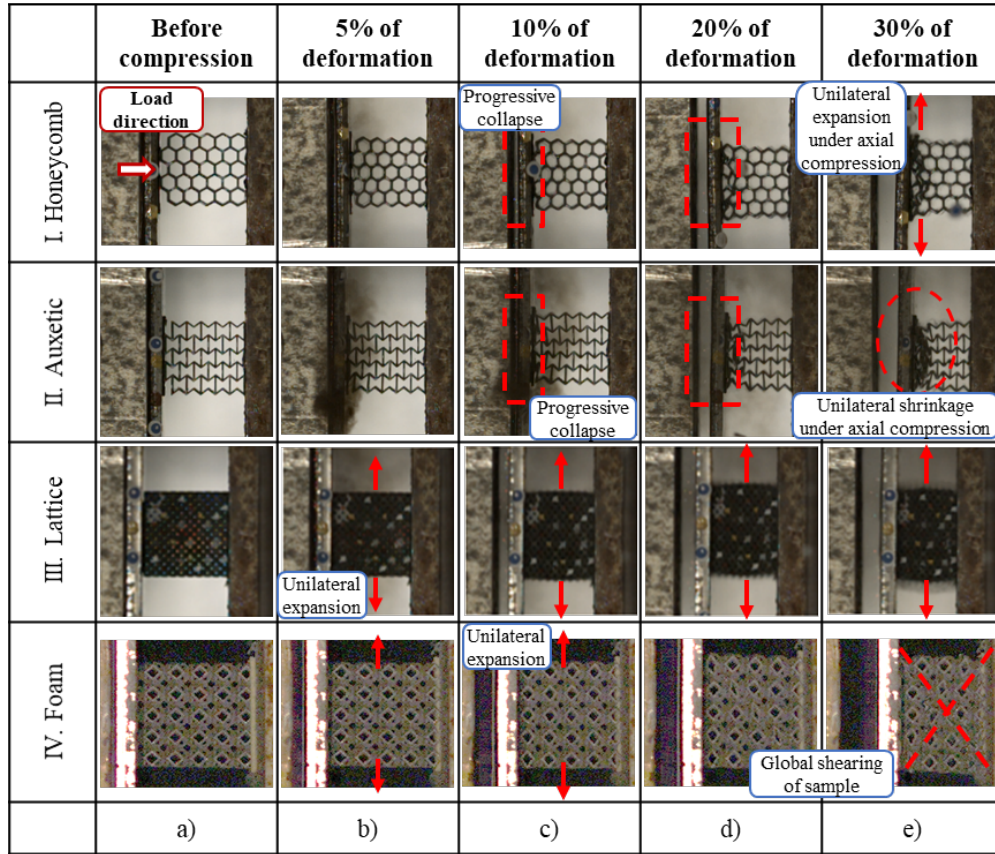 Before
compression
5% of
deformation
10% of
deformation
20% of
deformation
30% of
deformation
I. Honeycomb
Load
direction
Progressive
collapse
Unilateral
expansion
under axial
compression
II. Auxetic
Progressive
collapse
Unilateral shrinkage
under axial compression
III. Lattice
Unilateral
expansion
IV. Foam
Unilateral
expansion
Global shearing
of sample
a)
b)
c)
d)
e)